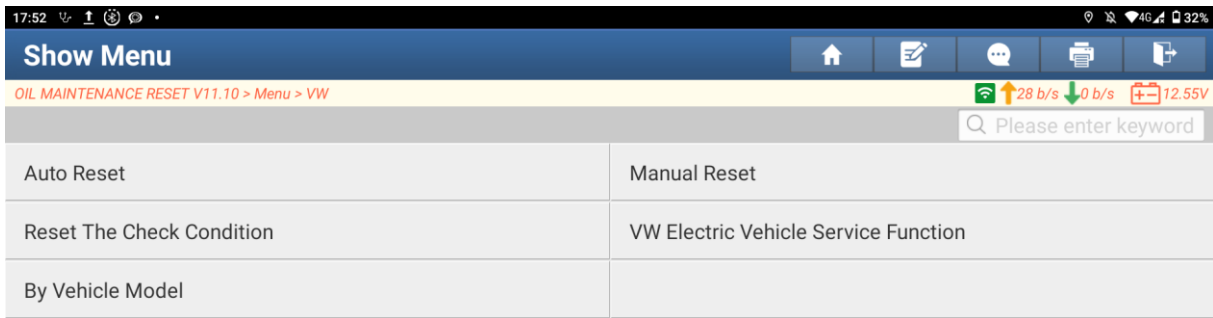 17:52 4G 32%
Show Menu
OIL MAINTENANCE RESET V11.10 > Menu > VW 28 b/s 0 b/s 12.55V
Please enter keyword
Auto Reset Manual Reset
Reset The Check Condition VW Electric Vehicle Service Function
By Vehicle Model